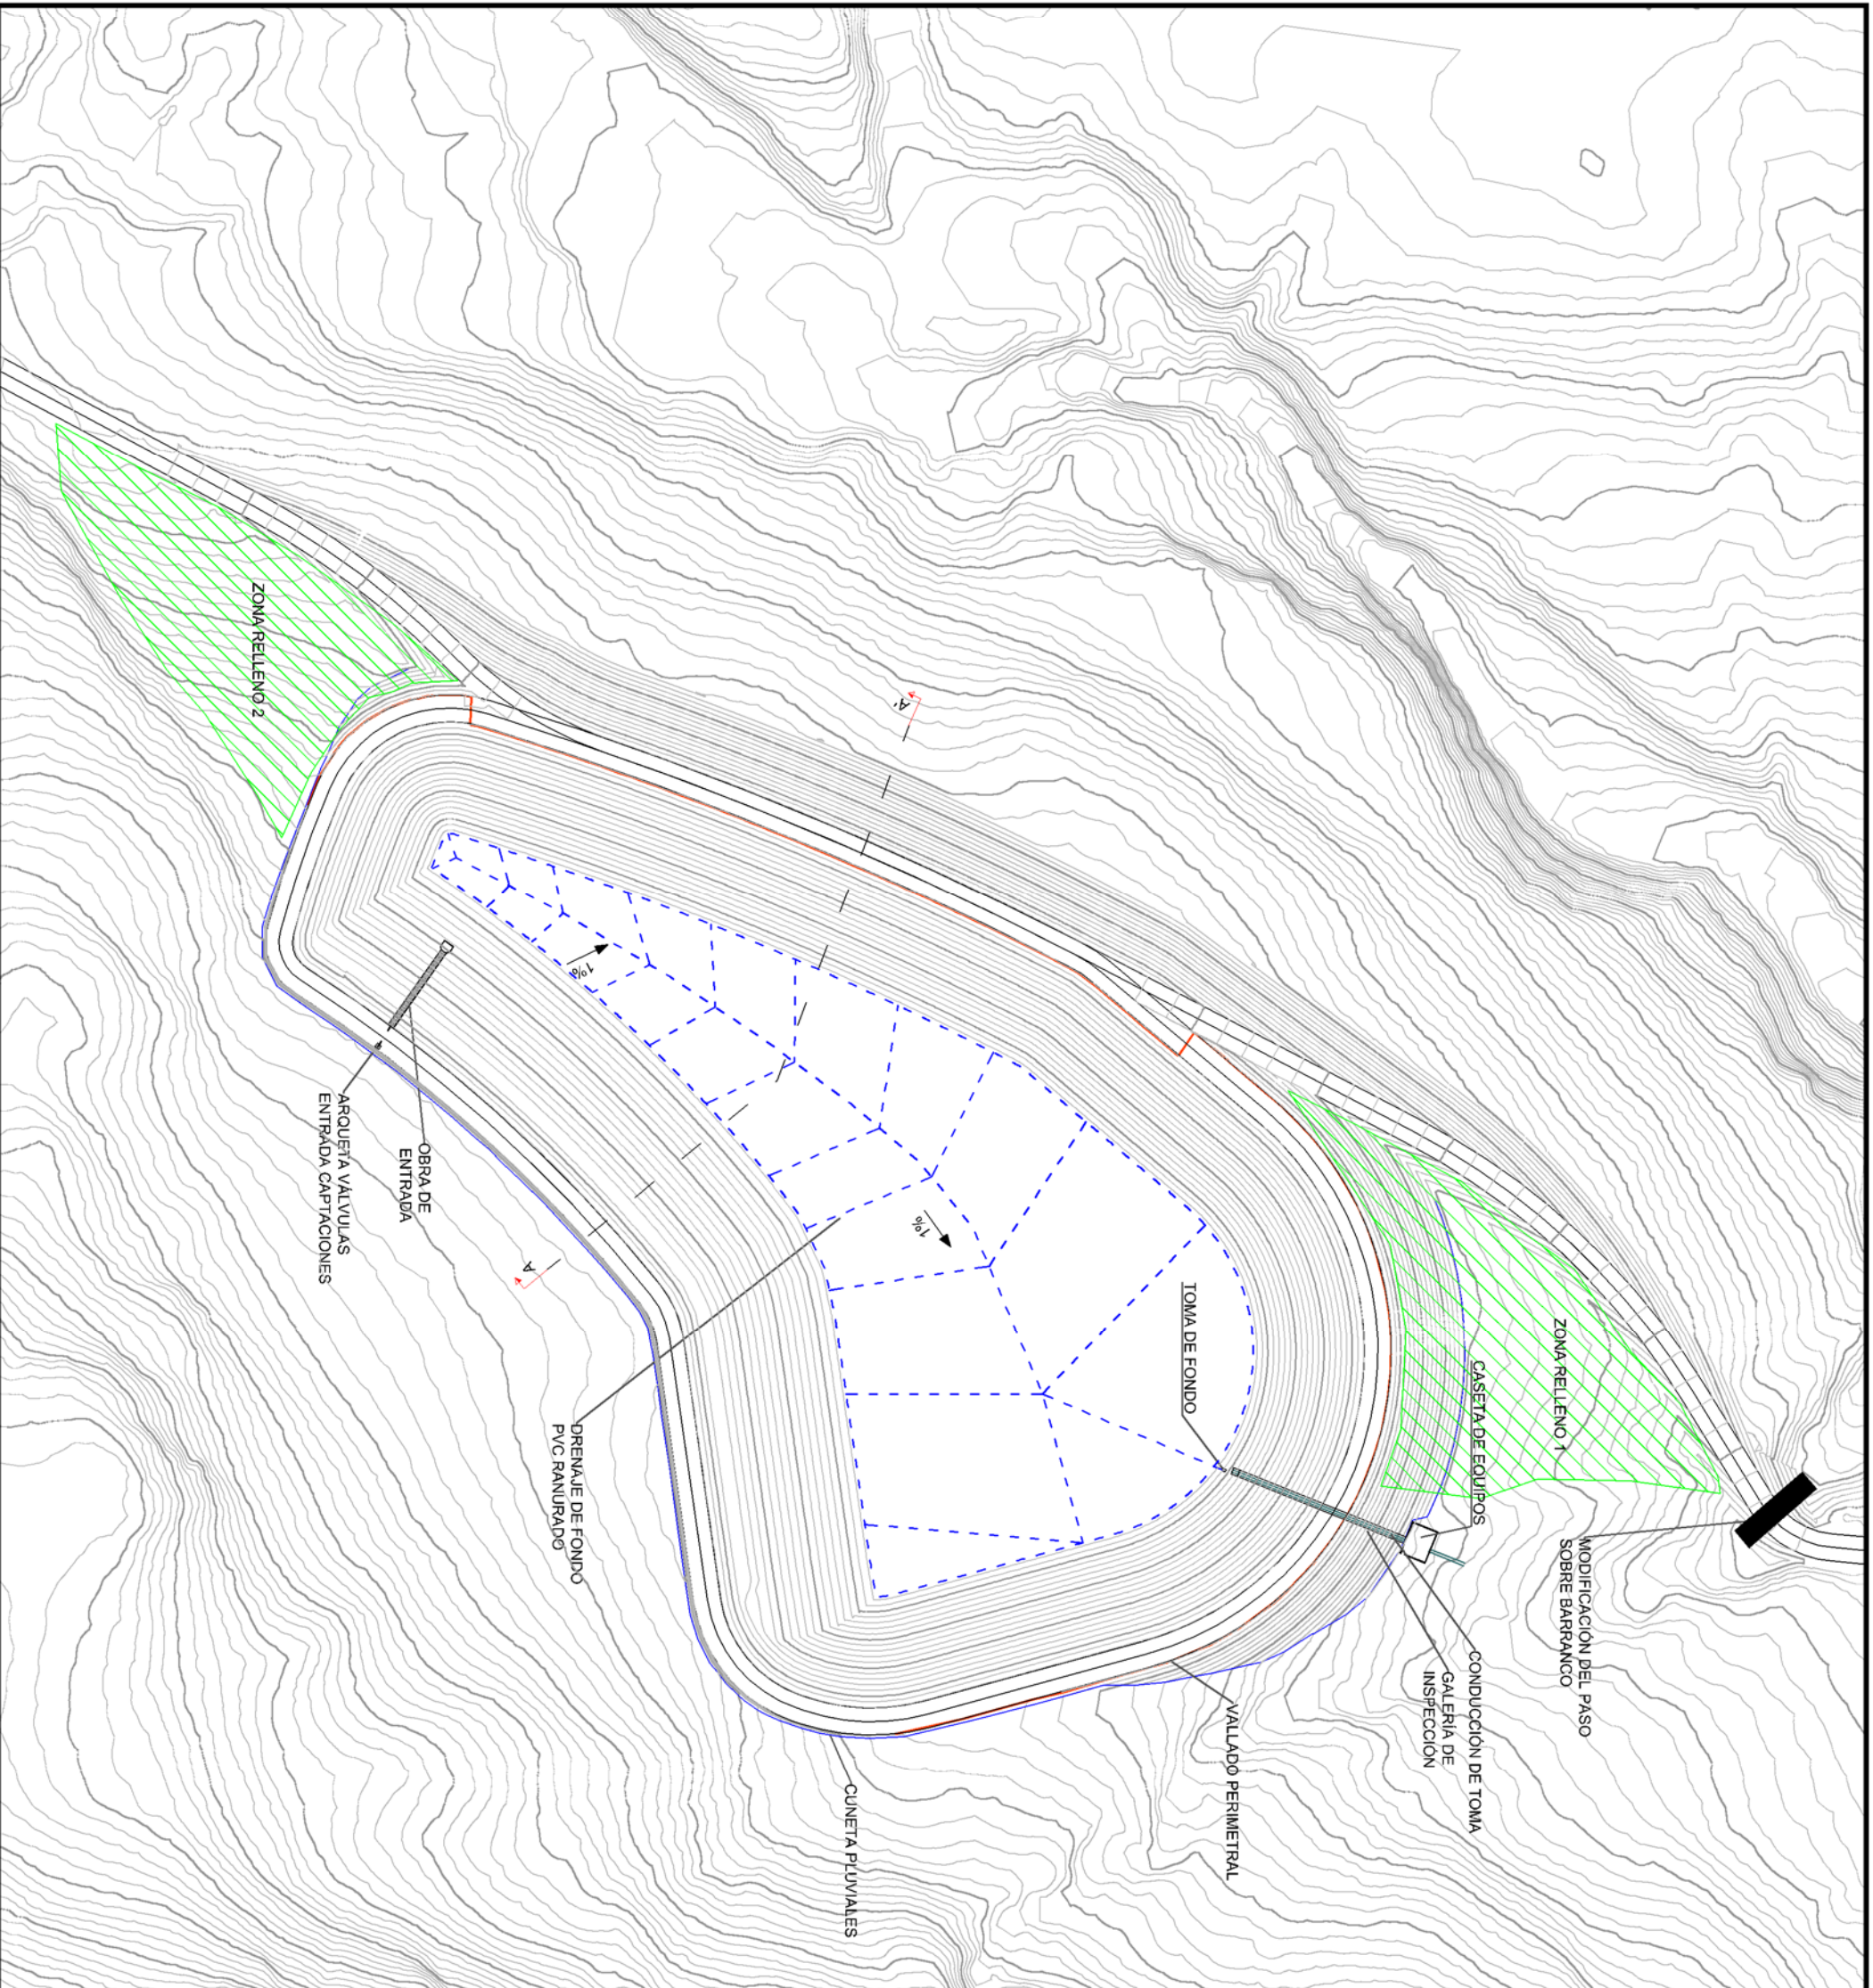 MODIFICACIÓN DEL PASO
SOBRE BARRANCO
ZONA RELLENO 1
CASETA DE EQUIPOS
CONDUCCIÓN DE TOMA
GALERÍA DE
INSPECCIÓN
VALLADO PERIMETRAL
TOMA DE FONDO
1%
A'
CUNETA PLUVIALES
1%
DRENAJE DE FONDO
PVC RANURADO
A
OBRA DE
ENTRADA
ARQUETA VÁLVULAS
ENTRADA CAPTACIONES
ZONA RELLENO 2